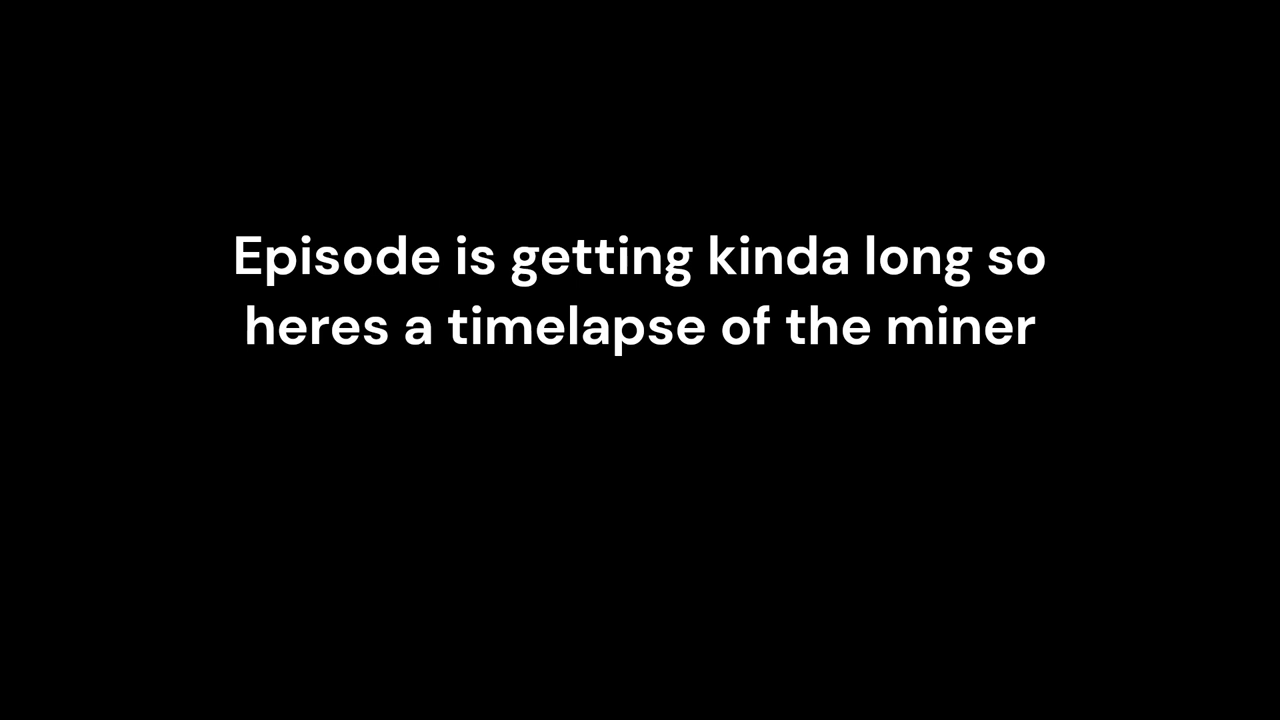 Episode is getting kinda long so
heres a timelapse of the miner